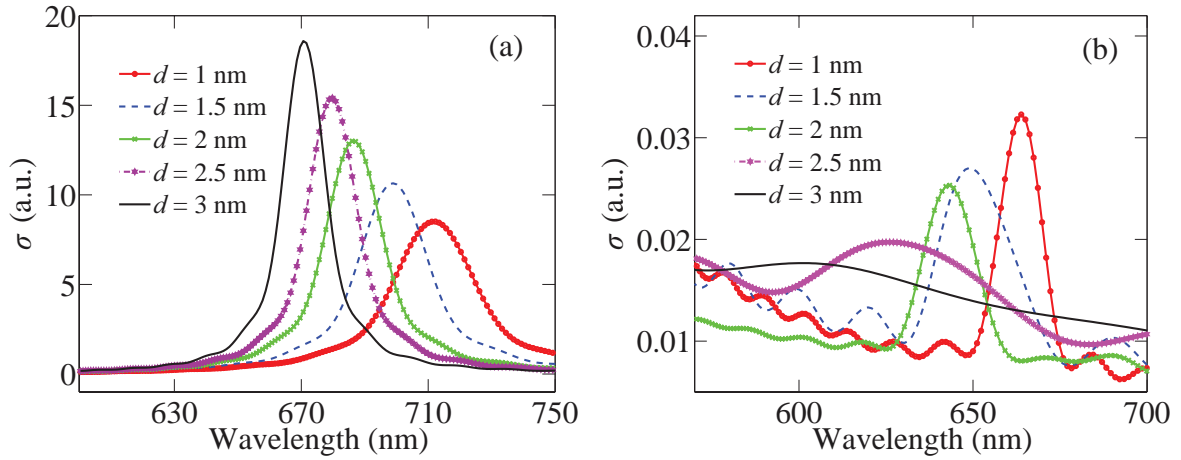 (a)
d = 1 nm
d = 1.5 nm
d = 2 nm
d = 2.5 nm
d = 3 nm
20
15
10
5
0
σ (a.u.)
630 670 710 750
Wavelength (nm)
(b)
d = 1 nm
d = 1.5 nm
d = 2 nm
d = 2.5 nm
d = 3 nm
0.04
0.03
0.02
0.01
σ (a.u.)
600 650 700
Wavelength (nm)